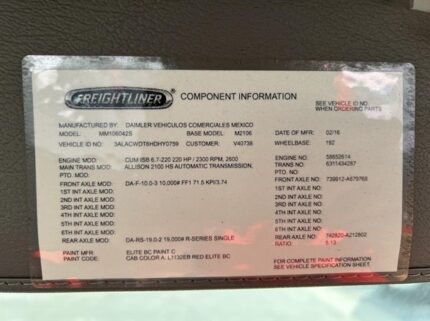 FREIGHTLINER COMPONENT INFORMATION
SEE VEHICLE ID NO.
WHEN ORDERING PARTS
MANUFACTURED BY: DAIMLER VEHICULOS COMERCIALES MEXICO
MODEL: MM106042S BASE MODEL: M2106 DATE OF MFG: 02/16
VEHICLE ID NO: CUSTOMER: V40738 WHEELBASE: 192
ENGINE MOD: CUM ISB 6.7-220 220 HP / 2300 RPM, 2600 ENGINE NO: 58652614
MAIN TRANS MOD: ALLISON 2100 HS AUTOMATIC TRANSMISSION TRANS NO: 6311434287
PTO. MOD: PTO NO:
FRONT AXLE MOD: DA-F-10.0-3 10,000# FF1 71.5 KPI/3.74 FRONT AXLE NO: 739912-A679768
1ST INT AXLE MOD: 1ST INT AXLE NO:
2ND INT AXLE MOD: 2ND INT AXLE NO:
3RD INT AXLE MOD: 3RD INT AXLE NO:
4TH INT AXLE MOD: 4TH INT AXLE NO:
5TH INT AXLE MOD: 5TH INT AXLE NO:
6TH INT AXLE MOD: 6TH INT AXLE NO:
REAR AXLE MOD: DA-RS-19.0-2 19,000# R-SERIES SINGLE REAR AXLE NO: 742920-A212802
RATIO: 5.13
PAINT MFR: ELITE BC PAINT
PAINT MOD: CAB COLOR A: L1132EB RED ELITE BC
FOR COMPLETE PAINT INFORMATION
SEE VEHICLE SPECIFICATION SHEET.